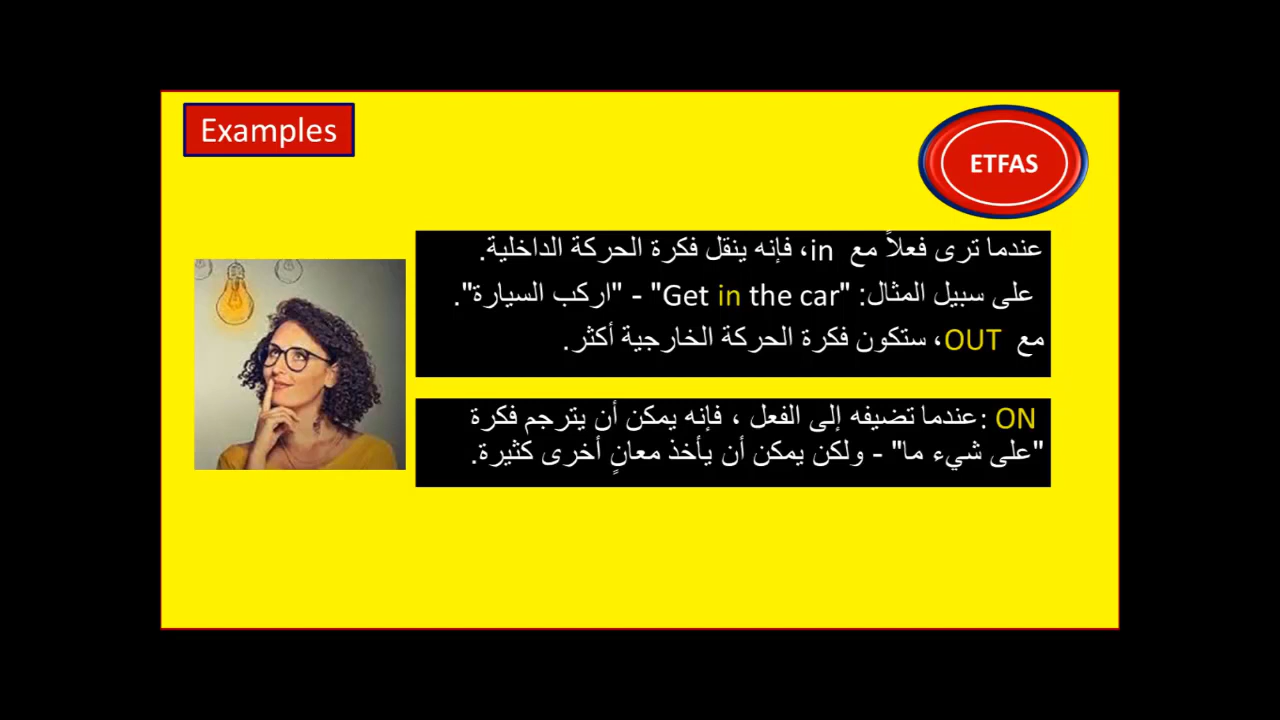 Examples
ETFAS
عندما ترى فعلاً مع in، فإنه ينقل فكرة الحركة الداخلية.
على سبيل المثال: "Get in the car" - "اركب السيارة".
مع OUT، ستكون فكرة الحركة الخارجية أكثر.
ON :عندما تضيفه إلى الفعل ، فإنه يمكن أن يترجم فكرة
"على شيء ما" - ولكن يمكن أن يأخذ معانٍ أخرى كثيرة.